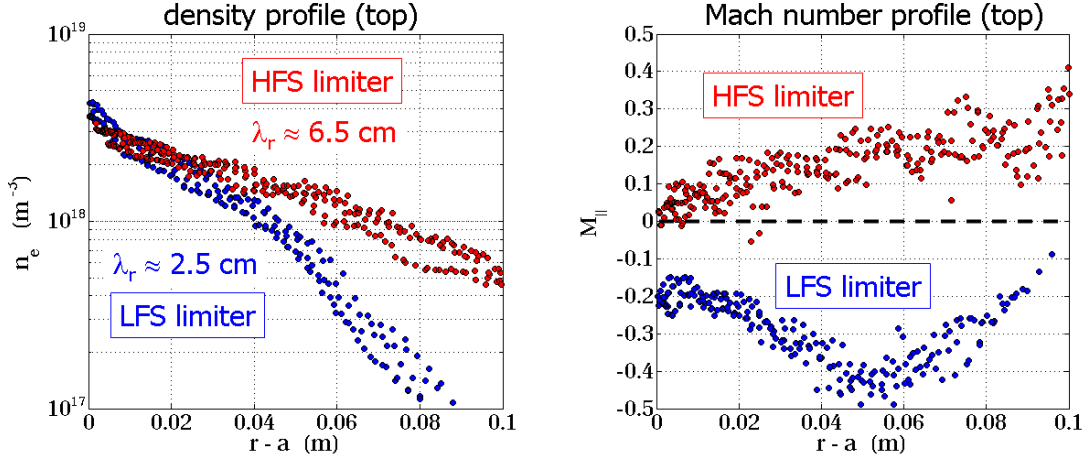 density profile (top)
10¹⁹
HFS limiter
λr ≈ 6.5 cm
nₑ (m⁻³)
10¹⁸
λr ≈ 2.5 cm
LFS limiter
10¹⁷
0 0.02 0.04 0.06 0.08 0.1
r - a (m)
Mach number profile (top)
0.5
0.4
0.3
0.2
0.1
0
-0.1
-0.2
-0.3
-0.4
-0.5
M||
HFS limiter
LFS limiter
0 0.02 0.04 0.06 0.08 0.1
r - a (m)